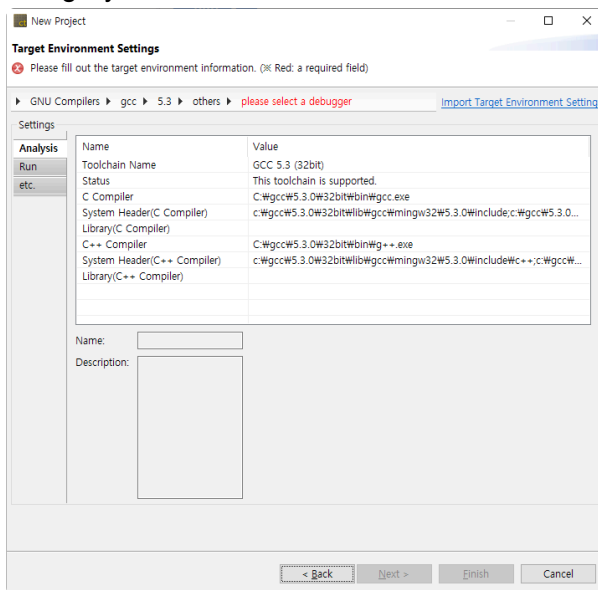 New Project
Target Environment Settings
Please fill out the target environment information. (※ Red: a required field)
GNU Compilers gcc 5.3 others please select a debugger Import Target Environment Setting
Settings
Analysis
Run
etc.
Name Value
Toolchain Name GCC 5.3 (32bit)
Status This toolchain is supported.
C Compiler C:₩gcc₩5.3.0₩32bit₩bin₩gcc.exe
System Header(C Compiler) c:₩gcc₩5.3.0₩32bit₩lib₩gcc₩mingw32₩5.3.0₩include;c:₩gcc₩5.3.0...
Library(C Compiler)
C++ Compiler C:₩gcc₩5.3.0₩32bit₩bin₩g++.exe
System Header(C++ Compiler) c:₩gcc₩5.3.0₩32bit₩lib₩gcc₩mingw32₩5.3.0₩include₩c++;c:₩gcc₩...
Library(C++ Compiler)
Name:
Description:
< Back Next > Finish Cancel